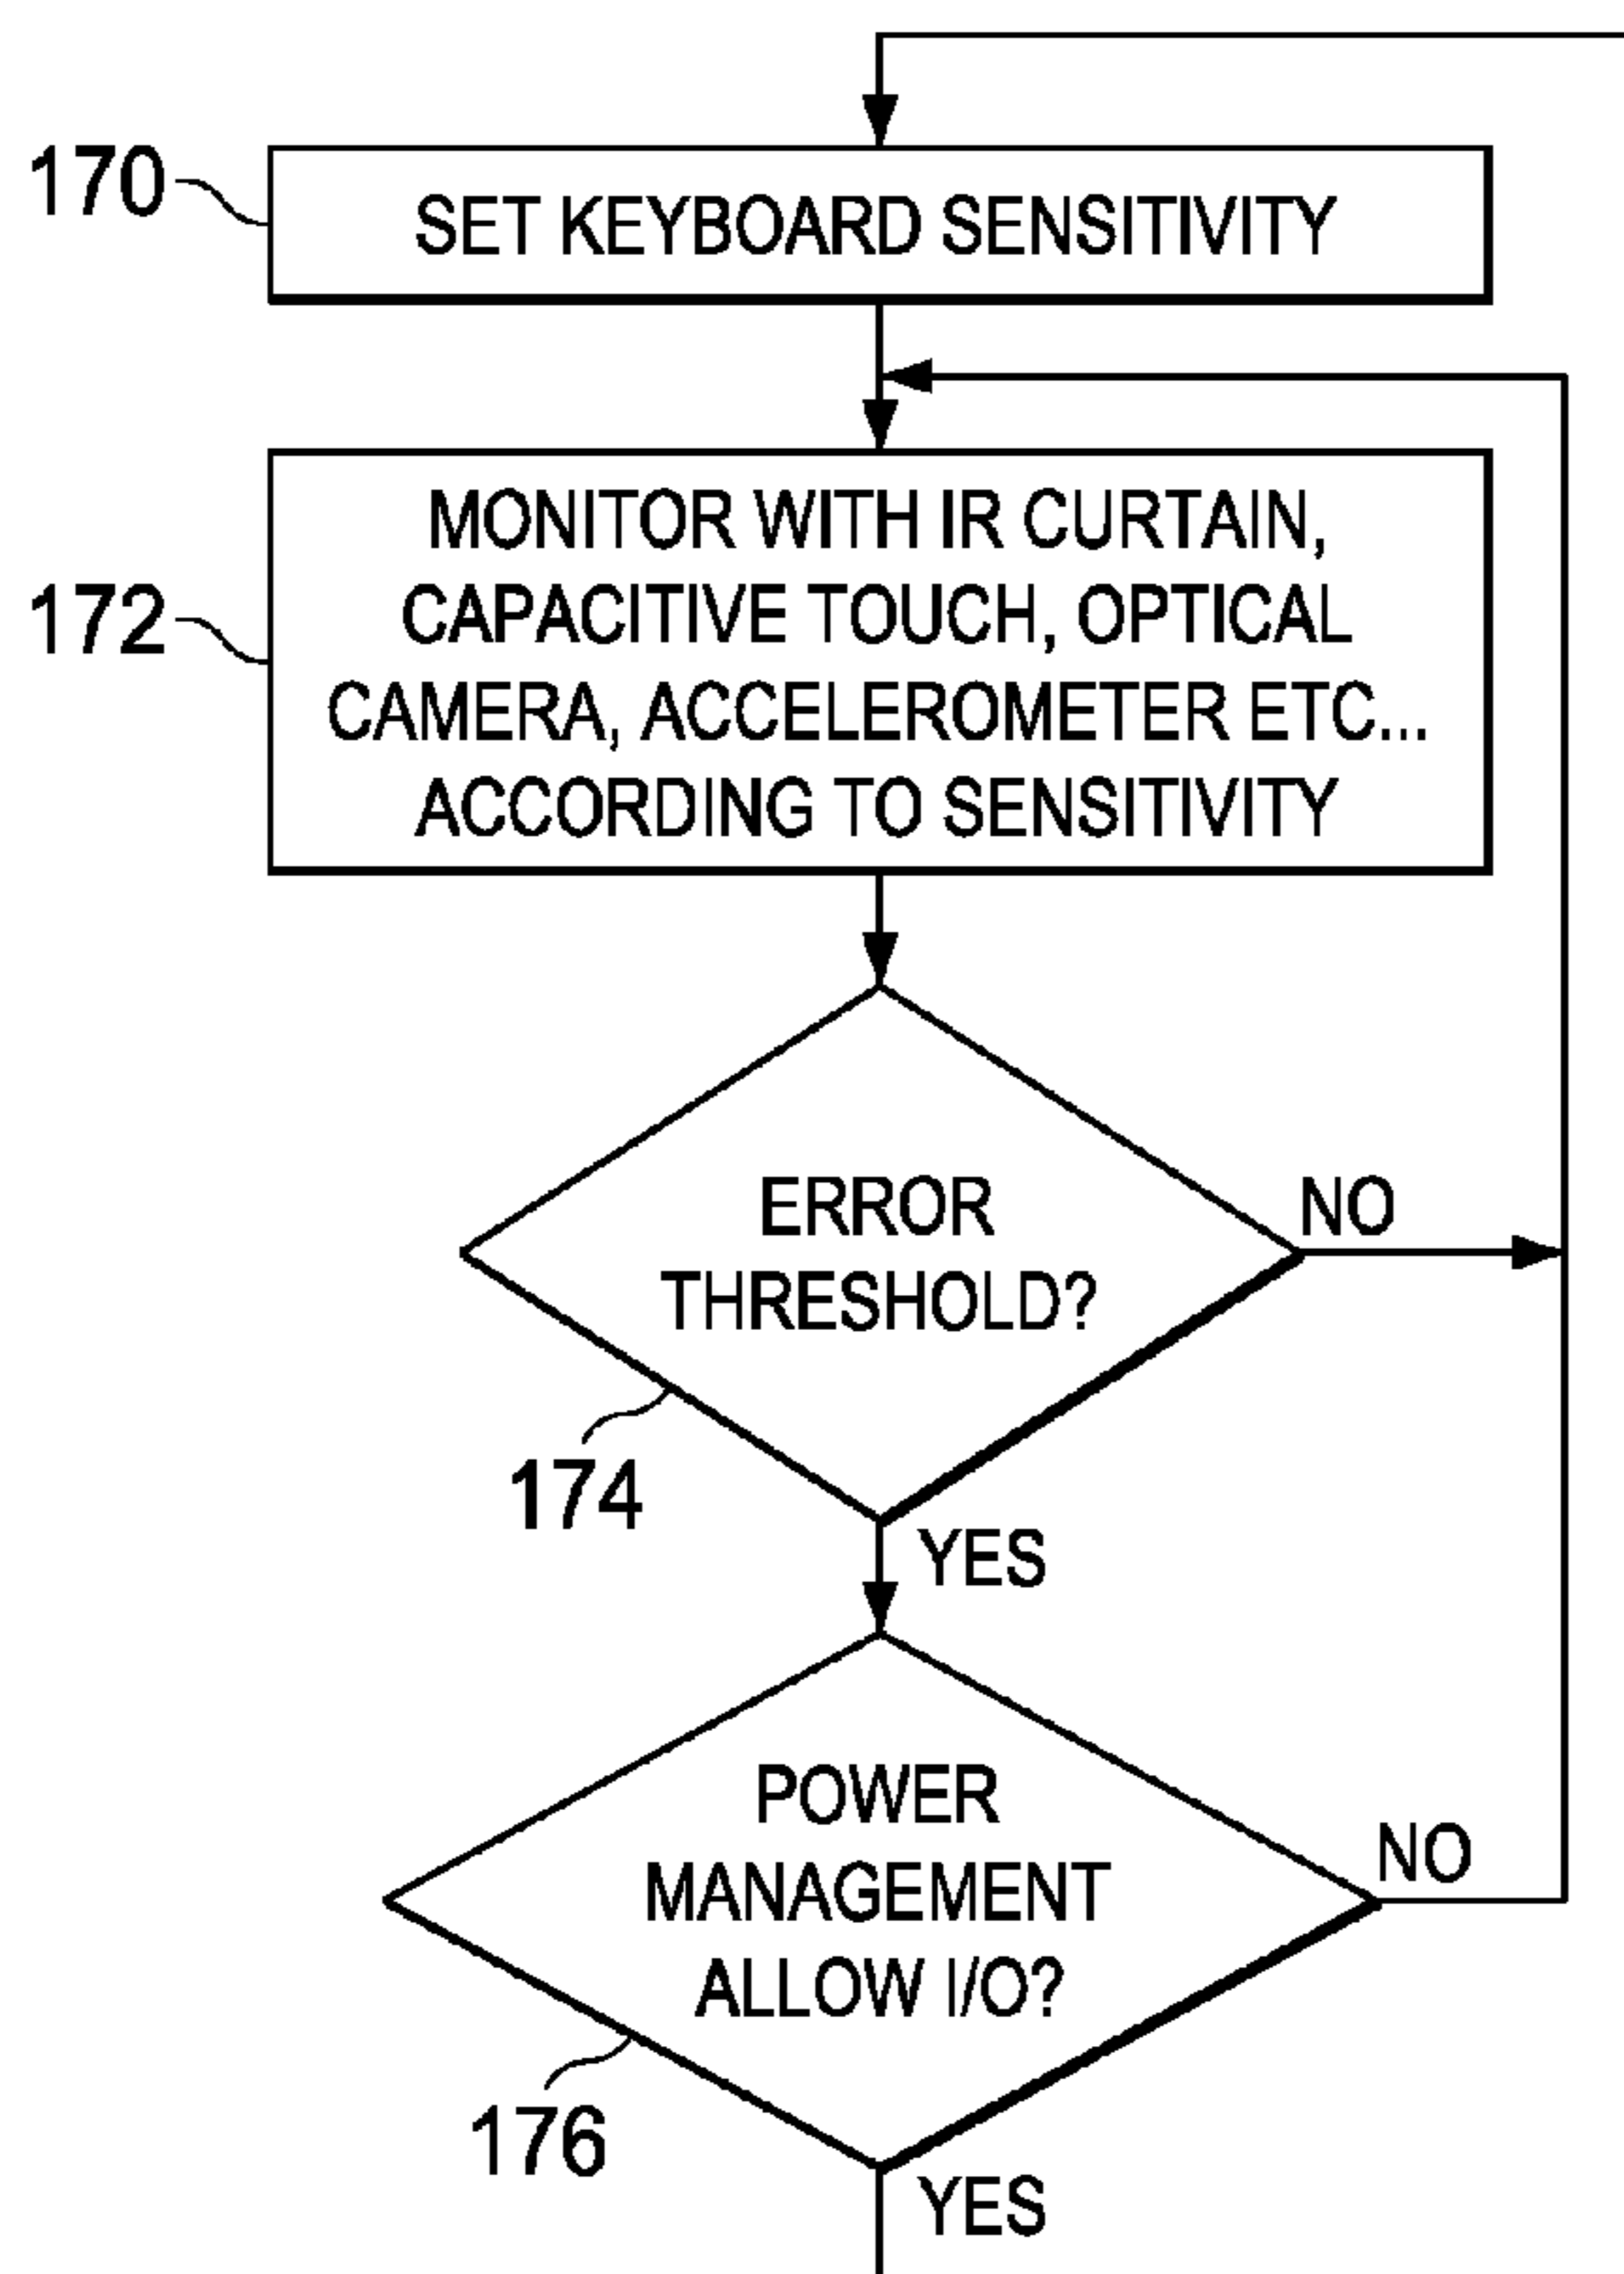 170
SET KEYBOARD SENSITIVITY
172
MONITOR WITH IR CURTAIN,
CAPACITIVE TOUCH, OPTICAL
CAMERA, ACCELEROMETER ETC...
ACCORDING TO SENSITIVITY
ERROR
THRESHOLD?
NO
174
YES
POWER
MANAGEMENT
ALLOW I/O?
NO
176
YES